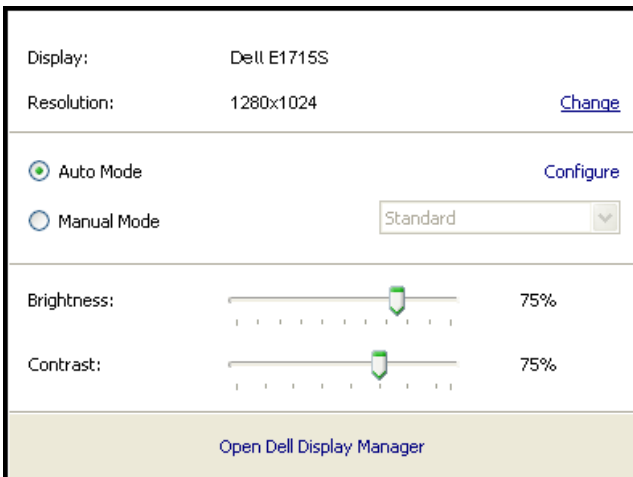 Display: Dell E1715S
Resolution: 1280x1024 Change
Auto Mode Configure
Manual Mode Standard
Brightness: 75%
Contrast: 75%
Open Dell Display Manager